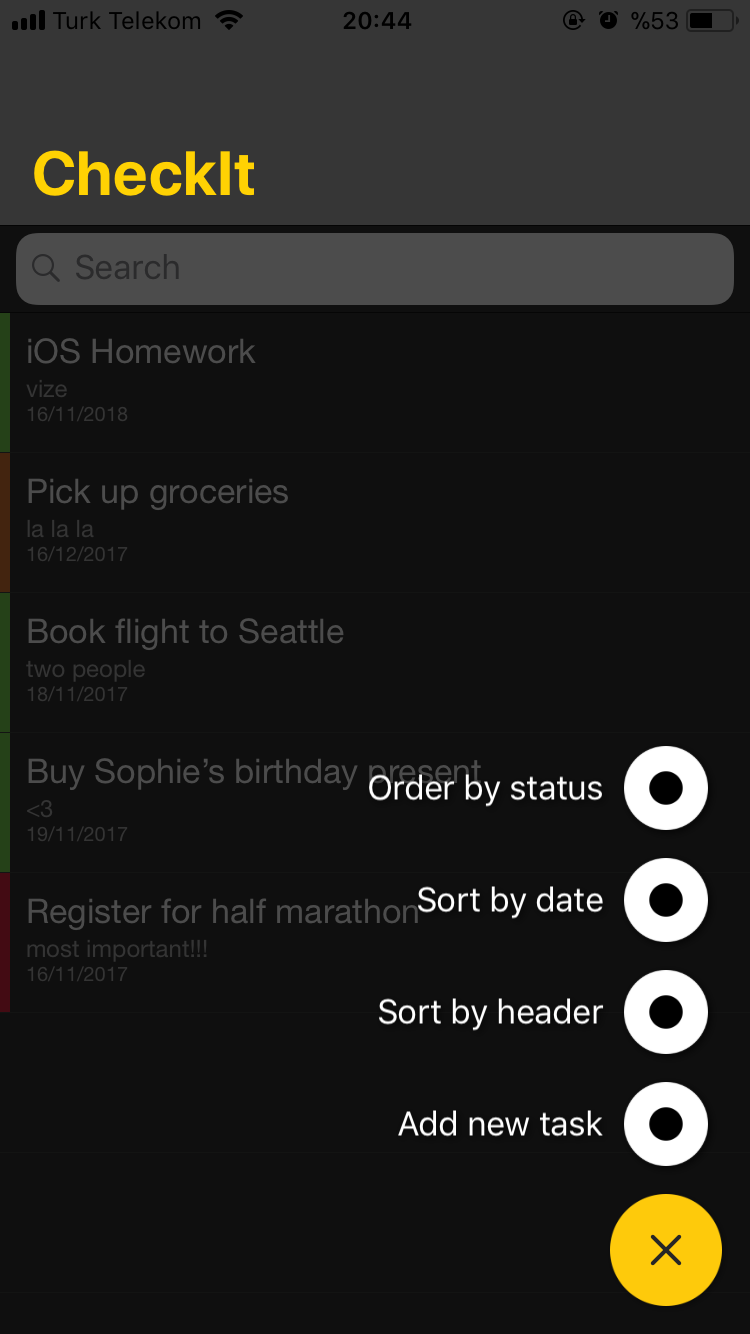 Turk Telekom 20:44 %53
CheckIt
Search
iOS Homework
vize
16/11/2018
Pick up groceries
la la la
16/12/2017
Book flight to Seattle
two people
18/11/2017
Buy Sophie’s birthday present
<3
19/11/2017
Order by status
Register for half marathon
most important!!!
16/11/2017
Sort by date
Sort by header
Add new task